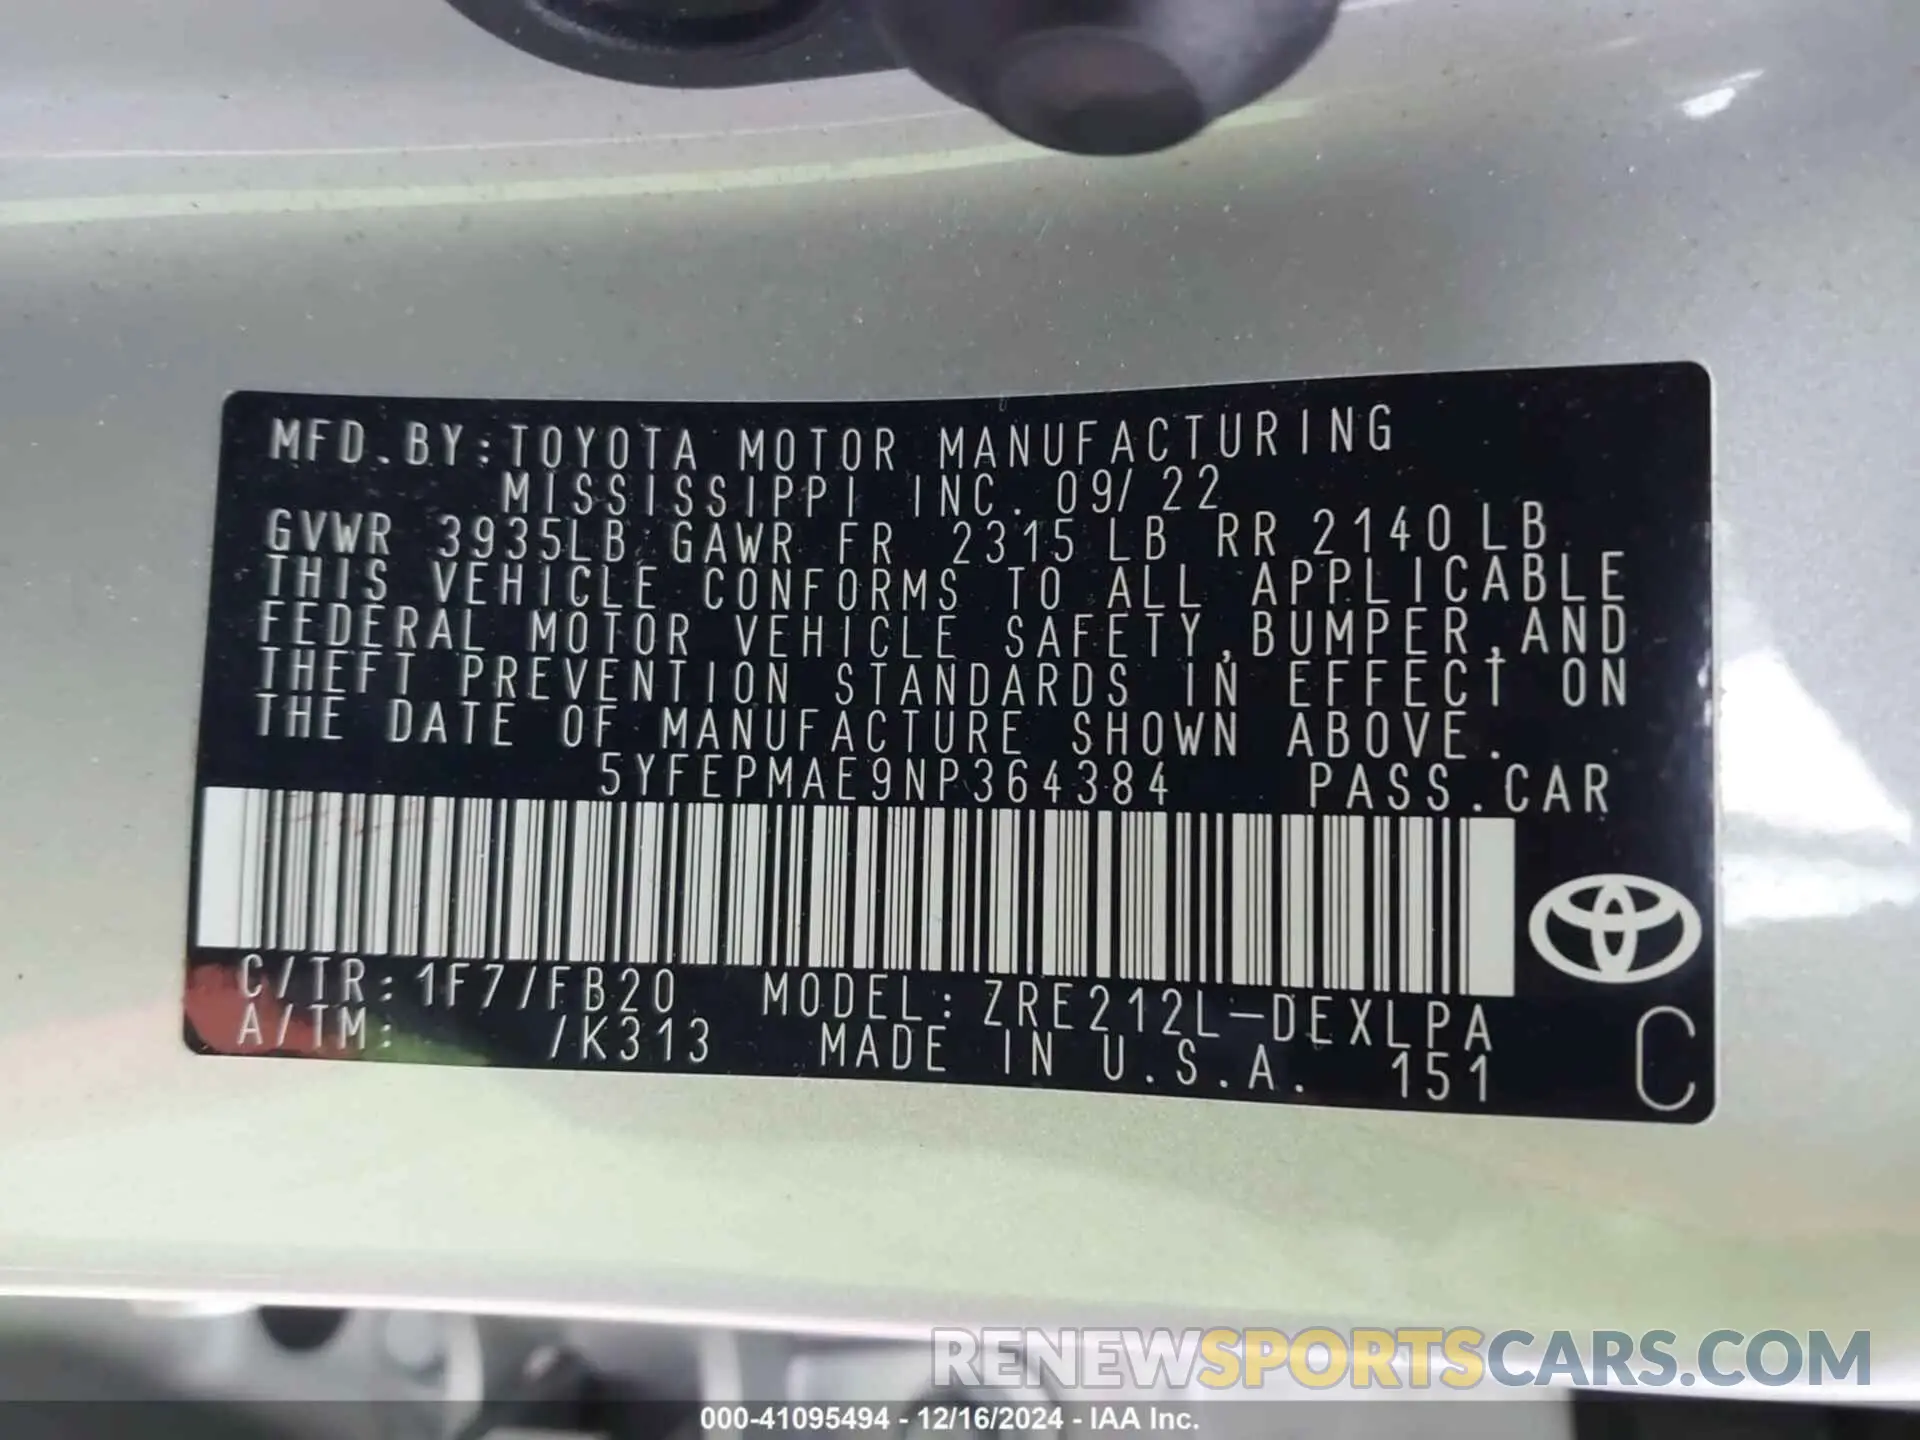 MFD.BY:TOYOTA MOTOR MANUFACTURING
MISSISSIPPI INC. 09/22
GVWR 3935LB GAWR FR 2315LB RR 2140LB
THIS VEHICLE CONFORMS TO ALL APPLICABLE
FEDERAL MOTOR VEHICLE SAFETY,BUMPER,AND
THEFT PREVENTION STANDARDS IN EFFECT ON
THE DATE OF MANUFACTURE SHOWN ABOVE.
5YFEPMAE9NP364384 PASS.CAR
C/TR:1F7/FB20 MODEL:ZRE212L-DEXLPA
A/TM: /K313 MADE IN U.S.A. 151
C
RENEWSPORTSCARS.COM
000-41095494 - 12/16/2024 - IAA Inc.